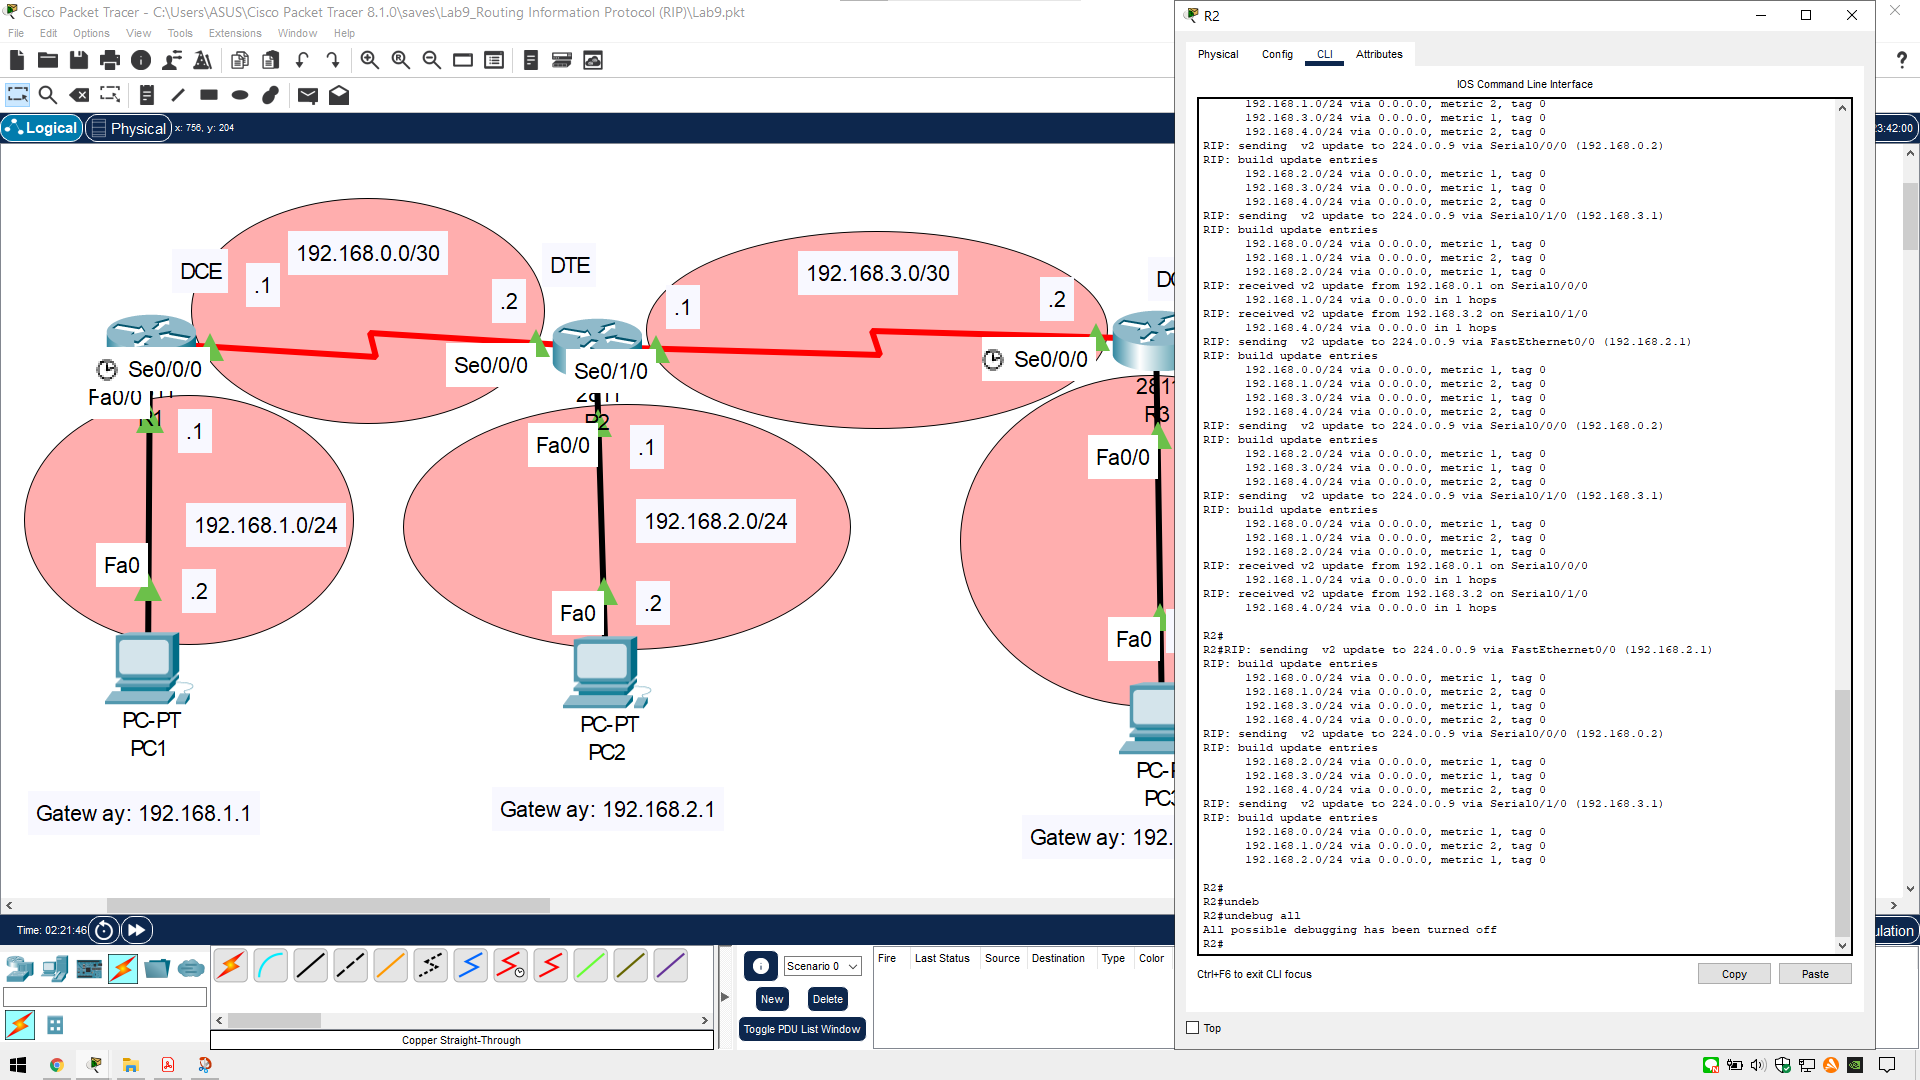 Cisco Packet Tracer - C:\Users\ASUS\Cisco Packet Tracer 8.1.0\saves\Lab9_Routing Information Protocol (RIP)\Lab9.pkt
File Edit Options View Tools Extensions Window Help
Logical Physical x: 756, y: 204
3:42:00
DCE
192.168.0.0/30
.1
.2
DTE
192.168.3.0/30
.1
.2
Se0/0/0
Se0/0/0
Se0/1/0
Se0/0/0
Fa0/0
R1
2811
R2
2811
R3
.1
Fa0/0
.1
Fa0/0
192.168.1.0/24
192.168.2.0/24
Fa0
.2
Fa0
.2
Fa0
PC-PT
PC1
PC-PT
PC2
Gatew ay: 192.168.1.1
Gatew ay: 192.168.2.1
Gatew ay: 192.
Time: 02:21:46
ulation
Scenario 0
New Delete
Toggle PDU List Window
Fire Last Status Source Destination Type Color
Copper Straight-Through
R2
Physical Config CLI Attributes
IOS Command Line Interface
192.168.1.0/24 via 0.0.0.0, metric 2, tag 0
192.168.3.0/24 via 0.0.0.0, metric 1, tag 0
192.168.4.0/24 via 0.0.0.0, metric 2, tag 0
RIP: sending  v2 update to 224.0.0.9 via Serial0/0/0 (192.168.0.2)
RIP: build update entries
192.168.2.0/24 via 0.0.0.0, metric 1, tag 0
192.168.3.0/24 via 0.0.0.0, metric 1, tag 0
192.168.4.0/24 via 0.0.0.0, metric 2, tag 0
RIP: sending  v2 update to 224.0.0.9 via Serial0/1/0 (192.168.3.1)
RIP: build update entries
192.168.0.0/24 via 0.0.0.0, metric 1, tag 0
192.168.1.0/24 via 0.0.0.0, metric 2, tag 0
192.168.2.0/24 via 0.0.0.0, metric 1, tag 0
RIP: received v2 update from 192.168.0.1 on Serial0/0/0
192.168.1.0/24 via 0.0.0.0 in 1 hops
RIP: received v2 update from 192.168.3.2 on Serial0/1/0
192.168.4.0/24 via 0.0.0.0 in 1 hops
RIP: sending  v2 update to 224.0.0.9 via FastEthernet0/0 (192.168.2.1)
RIP: build update entries
192.168.0.0/24 via 0.0.0.0, metric 1, tag 0
192.168.1.0/24 via 0.0.0.0, metric 2, tag 0
192.168.3.0/24 via 0.0.0.0, metric 1, tag 0
192.168.4.0/24 via 0.0.0.0, metric 2, tag 0
RIP: sending  v2 update to 224.0.0.9 via Serial0/0/0 (192.168.0.2)
RIP: build update entries
192.168.2.0/24 via 0.0.0.0, metric 1, tag 0
192.168.3.0/24 via 0.0.0.0, metric 1, tag 0
192.168.4.0/24 via 0.0.0.0, metric 2, tag 0
RIP: sending  v2 update to 224.0.0.9 via Serial0/1/0 (192.168.3.1)
RIP: build update entries
192.168.0.0/24 via 0.0.0.0, metric 1, tag 0
192.168.1.0/24 via 0.0.0.0, metric 2, tag 0
192.168.2.0/24 via 0.0.0.0, metric 1, tag 0
RIP: received v2 update from 192.168.0.1 on Serial0/0/0
192.168.1.0/24 via 0.0.0.0 in 1 hops
RIP: received v2 update from 192.168.3.2 on Serial0/1/0
192.168.4.0/24 via 0.0.0.0 in 1 hops
R2#
R2#RIP: sending  v2 update to 224.0.0.9 via FastEthernet0/0 (192.168.2.1)
RIP: build update entries
192.168.0.0/24 via 0.0.0.0, metric 1, tag 0
192.168.1.0/24 via 0.0.0.0, metric 2, tag 0
192.168.3.0/24 via 0.0.0.0, metric 1, tag 0
192.168.4.0/24 via 0.0.0.0, metric 2, tag 0
RIP: sending  v2 update to 224.0.0.9 via Serial0/0/0 (192.168.0.2)
RIP: build update entries
192.168.2.0/24 via 0.0.0.0, metric 1, tag 0
192.168.3.0/24 via 0.0.0.0, metric 1, tag 0
192.168.4.0/24 via 0.0.0.0, metric 2, tag 0
RIP: sending  v2 update to 224.0.0.9 via Serial0/1/0 (192.168.3.1)
RIP: build update entries
192.168.0.0/24 via 0.0.0.0, metric 1, tag 0
192.168.1.0/24 via 0.0.0.0, metric 2, tag 0
192.168.2.0/24 via 0.0.0.0, metric 1, tag 0
R2#
R2#undeb
R2#undebug all
All possible debugging has been turned off
R2#
Ctrl+F6 to exit CLI focus
Copy Paste
Top